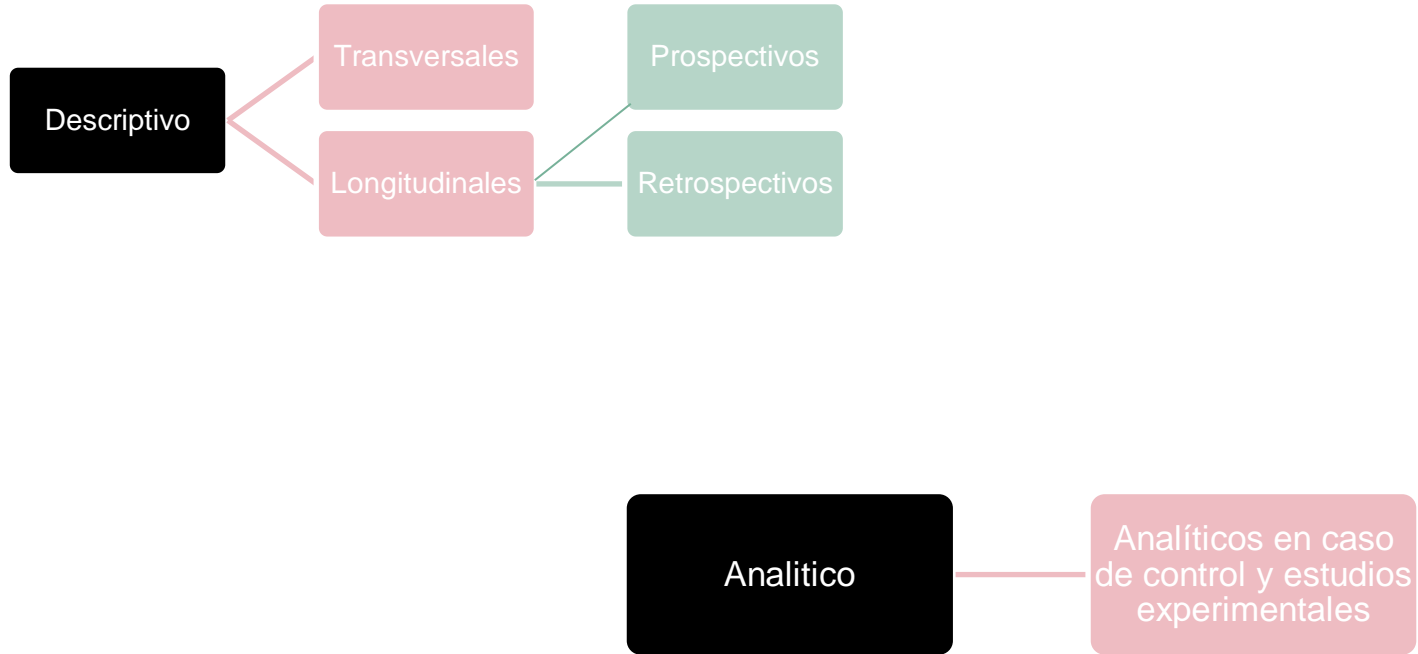 Descriptivo
Transversales
Longitudinales
Prospectivos
Retrospectivos
Analitico
Analíticos en caso
de control y estudios
experimentales